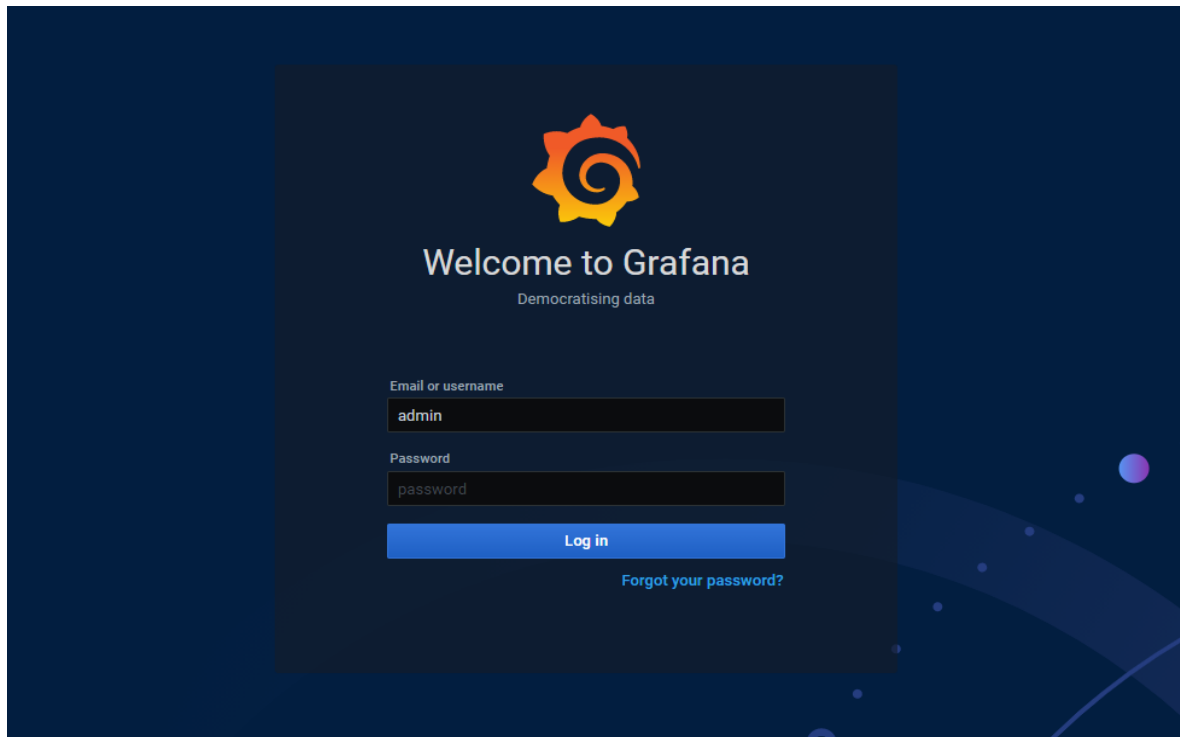 Welcome to Grafana
Democratising data
Email or username
admin
Password
password
Log in
Forgot your password?